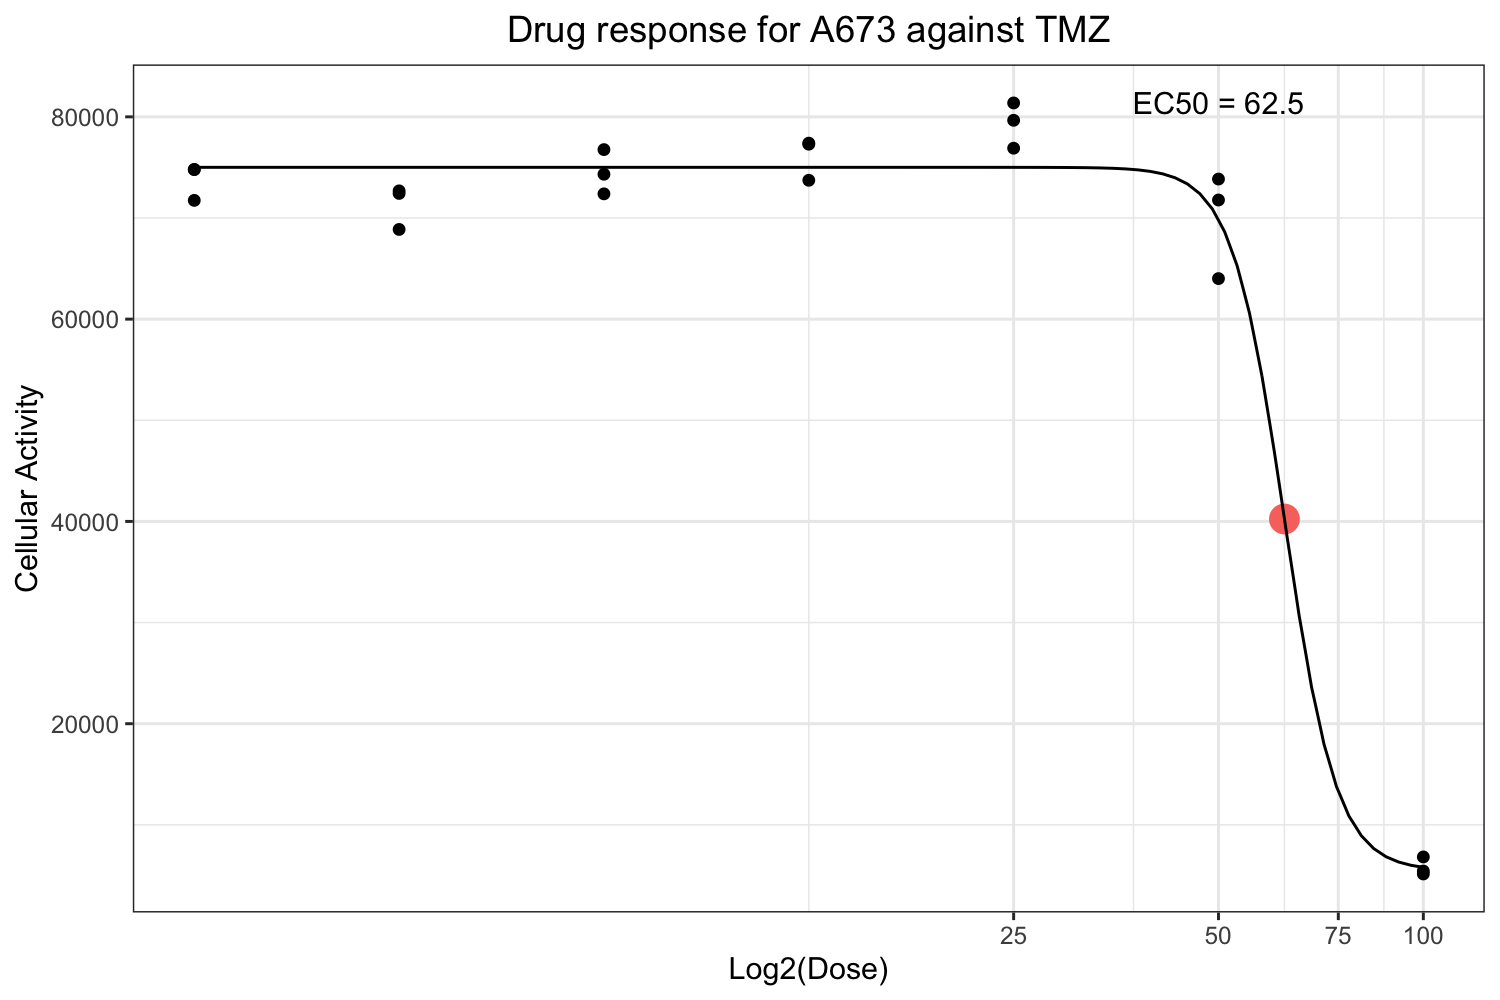 Drug response for A673 against TMZ
EC50 = 62.5
80000
60000
40000
20000
Cellular Activity
25 50 75 100
Log2(Dose)